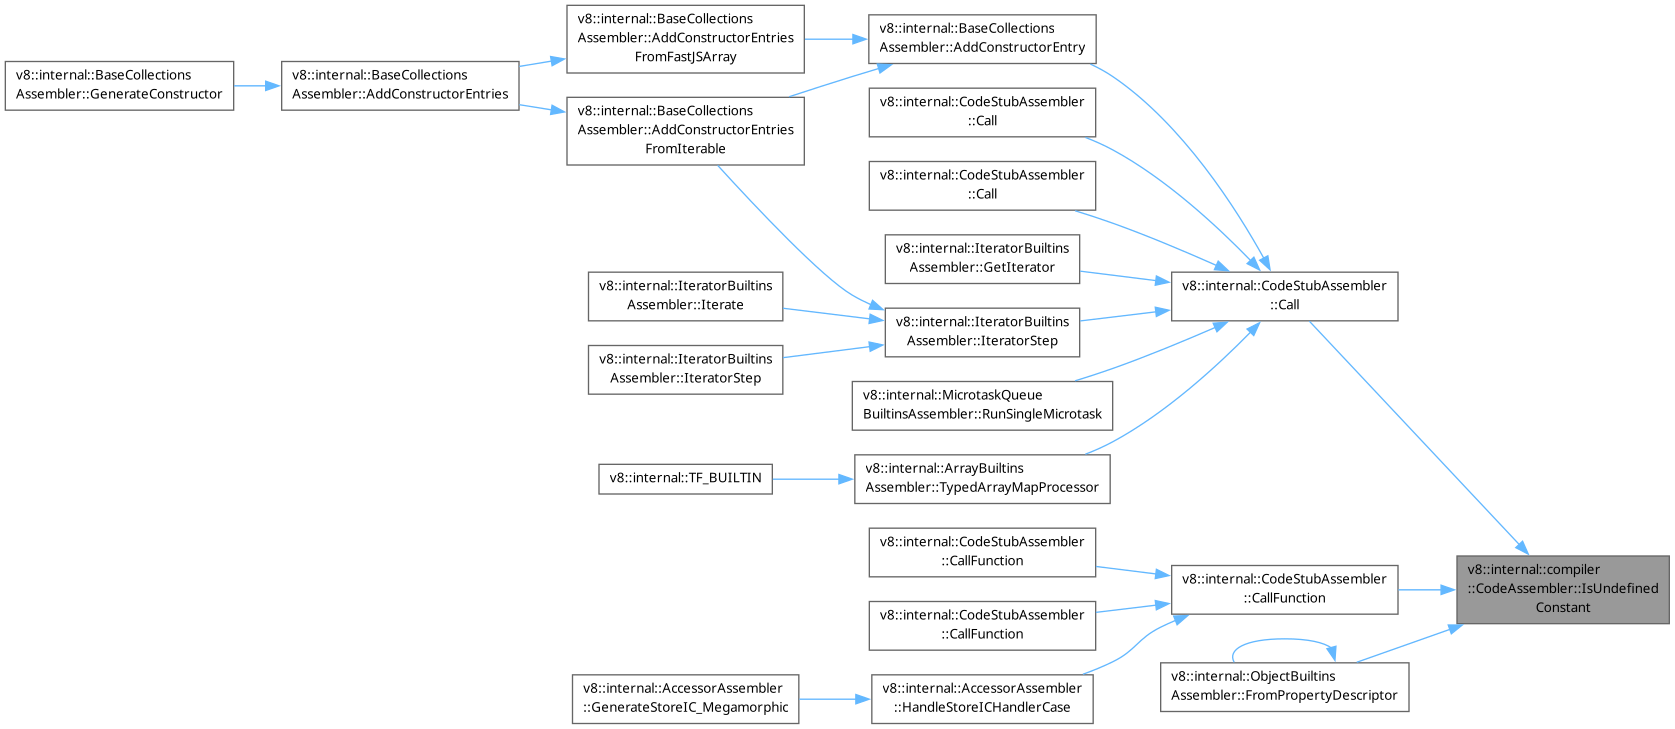 v8::internal::BaseCollections
Assembler::GenerateConstructor
v8::internal::BaseCollections
Assembler::AddConstructorEntries
v8::internal::BaseCollections
Assembler::AddConstructorEntries
FromFastJSArray
v8::internal::BaseCollections
Assembler::AddConstructorEntries
FromIterable
v8::internal::IteratorBuiltins
Assembler::Iterate
v8::internal::IteratorBuiltins
Assembler::IteratorStep
v8::internal::TF_BUILTIN
v8::internal::AccessorAssembler
::GenerateStoreIC_Megamorphic
v8::internal::BaseCollections
Assembler::AddConstructorEntry
v8::internal::CodeStubAssembler
::Call
v8::internal::CodeStubAssembler
::Call
v8::internal::IteratorBuiltins
Assembler::GetIterator
v8::internal::IteratorBuiltins
Assembler::IteratorStep
v8::internal::MicrotaskQueue
BuiltinsAssembler::RunSingleMicrotask
v8::internal::ArrayBuiltins
Assembler::TypedArrayMapProcessor
v8::internal::CodeStubAssembler
::CallFunction
v8::internal::CodeStubAssembler
::CallFunction
v8::internal::AccessorAssembler
::HandleStoreICHandlerCase
v8::internal::CodeStubAssembler
::Call
v8::internal::CodeStubAssembler
::CallFunction
v8::internal::ObjectBuiltins
Assembler::FromPropertyDescriptor
v8::internal::compiler
::CodeAssembler::IsUndefined
Constant